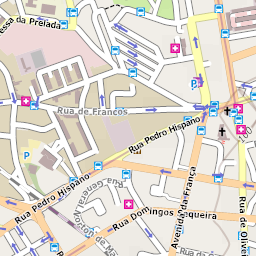 essa da Prelada
Rua de Francos
Rua Pedro Hispano
Rua Pedro Hispano
Rua Domingos Sequeira
Avenida da França
Rua de Olive
P
P